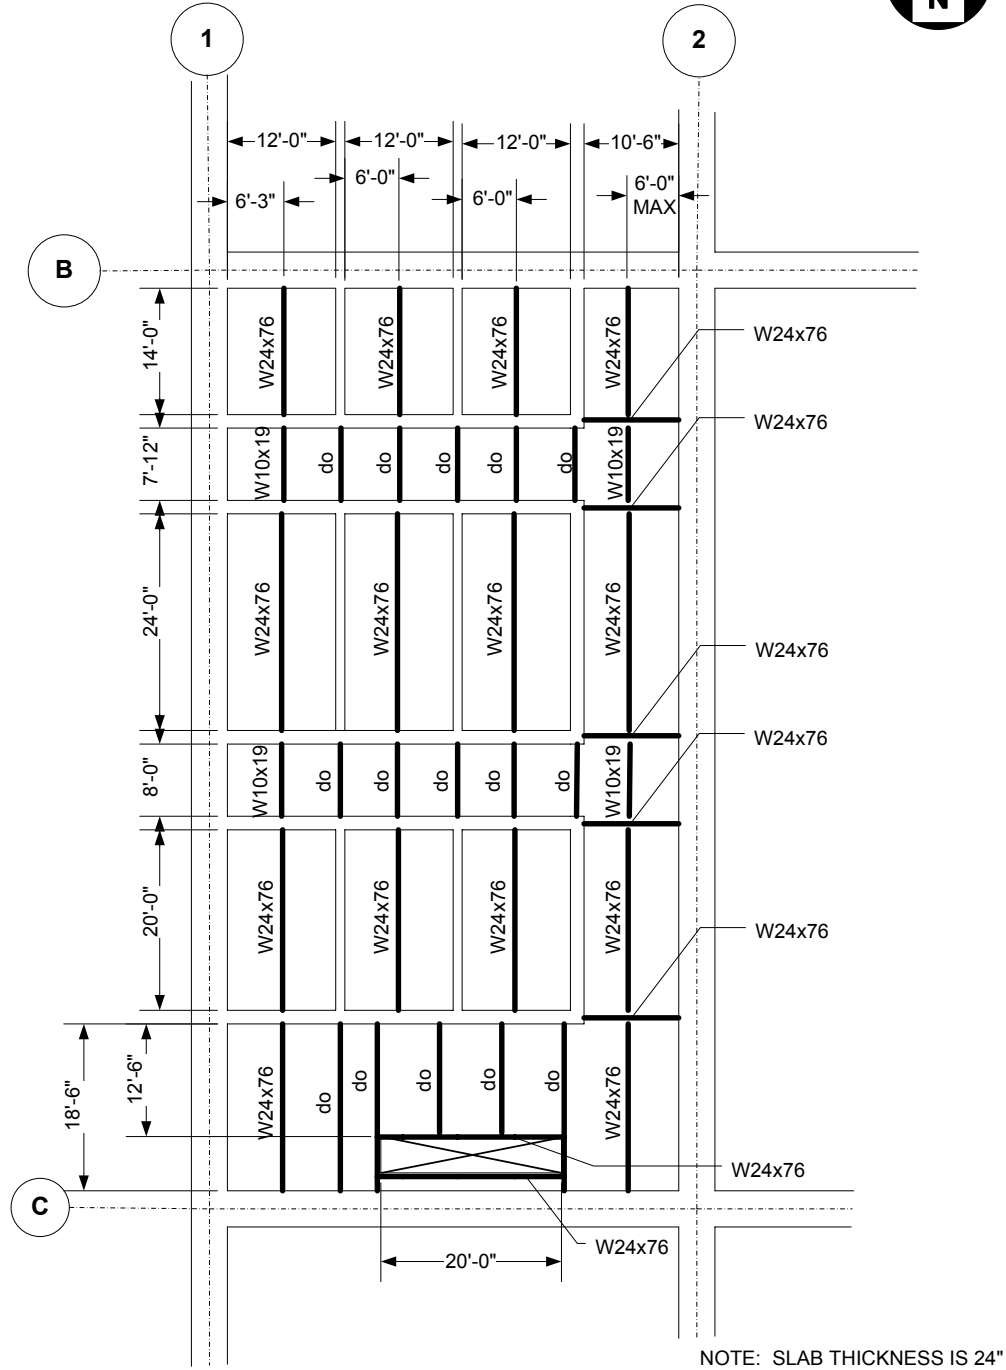 N
1
2
12'-0"
12'-0"
12'-0"
10'-6"
6'-3"
6'-0"
6'-0"
6'-0"
MAX
B
14'-0"
W24x76
W24x76
W24x76
W24x76
W24x76
W24x76
7'-12"
W10x19
do
do
do
do
do
W10x19
24'-0"
W24x76
W24x76
W24x76
W24x76
W24x76
W24x76
8'-0"
W10x19
do
do
do
do
do
W10x19
20'-0"
W24x76
W24x76
W24x76
W24x76
W24x76
18'-6"
12'-6"
W24x76
do
do
do
do
do
W24x76
W24x76
C
W24x76
20'-0"
NOTE: SLAB THICKNESS IS 24"